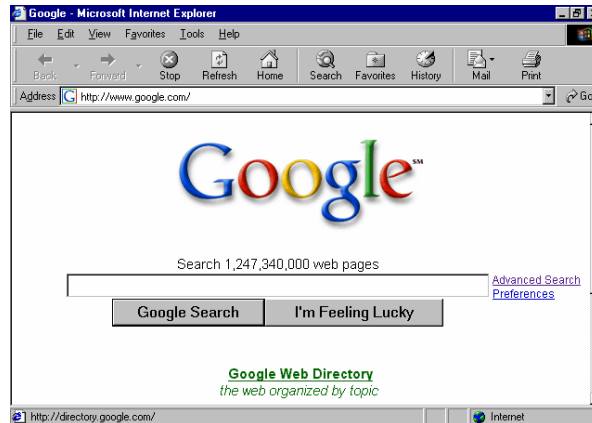 Google - Microsoft Internet Explorer
File Edit View Favorites Tools Help
Back Forward Stop Refresh Home Search Favorites History Mail Print
Address http://www.google.com/ Go
Google℠
Search 1,247,340,000 web pages
Advanced Search
Preferences
Google Search I'm Feeling Lucky
Google Web Directory
the web organized by topic
http://directory.google.com/ Internet